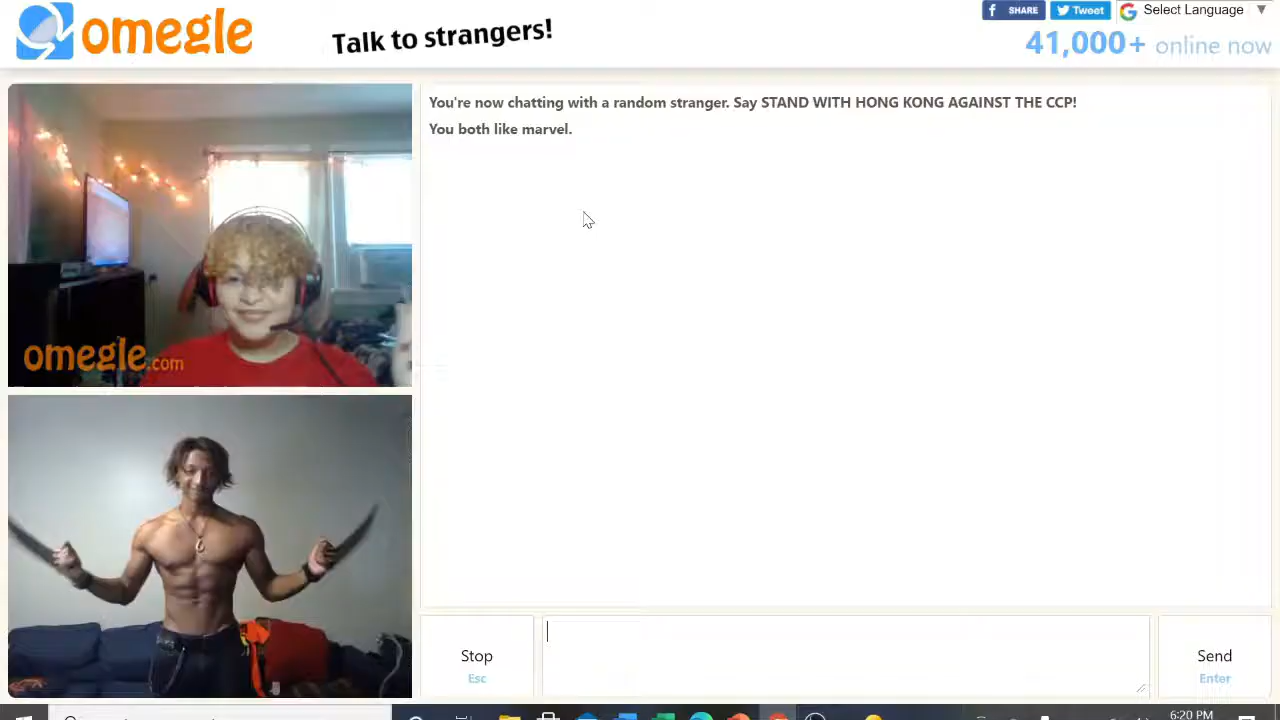 omegle
Talk to strangers!
SHARE
Tweet
Select Language
41,000+ online now
omegle.com
You're now chatting with a random stranger. Say STAND WITH HONG KONG AGAINST THE CCP!
You both like marvel.
Stop
Esc
Send
Enter
6:20 PM